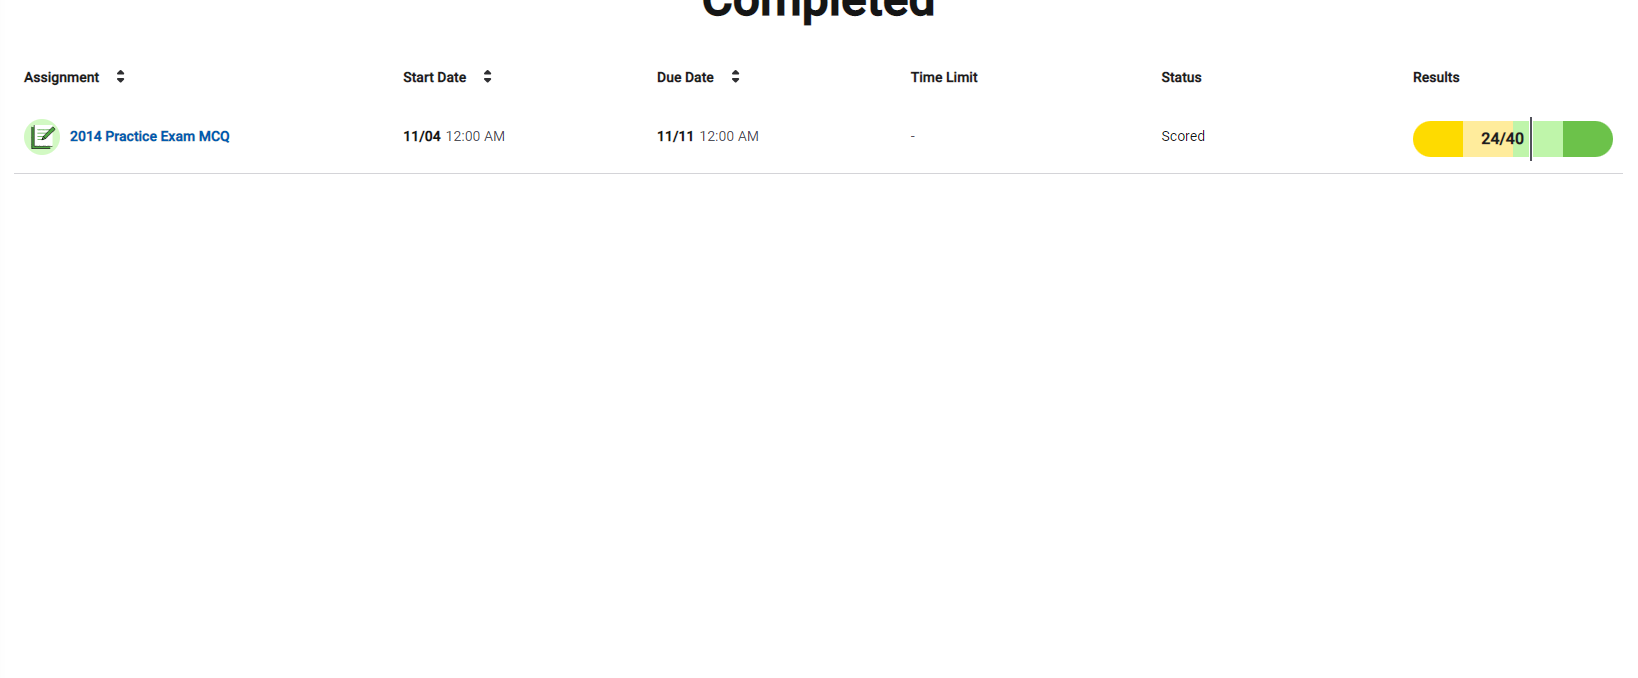 Completed
Assignment Start Date Due Date Time Limit Status Results
2014 Practice Exam MCQ 11/04 12:00 AM 11/11 12:00 AM - Scored 24/40